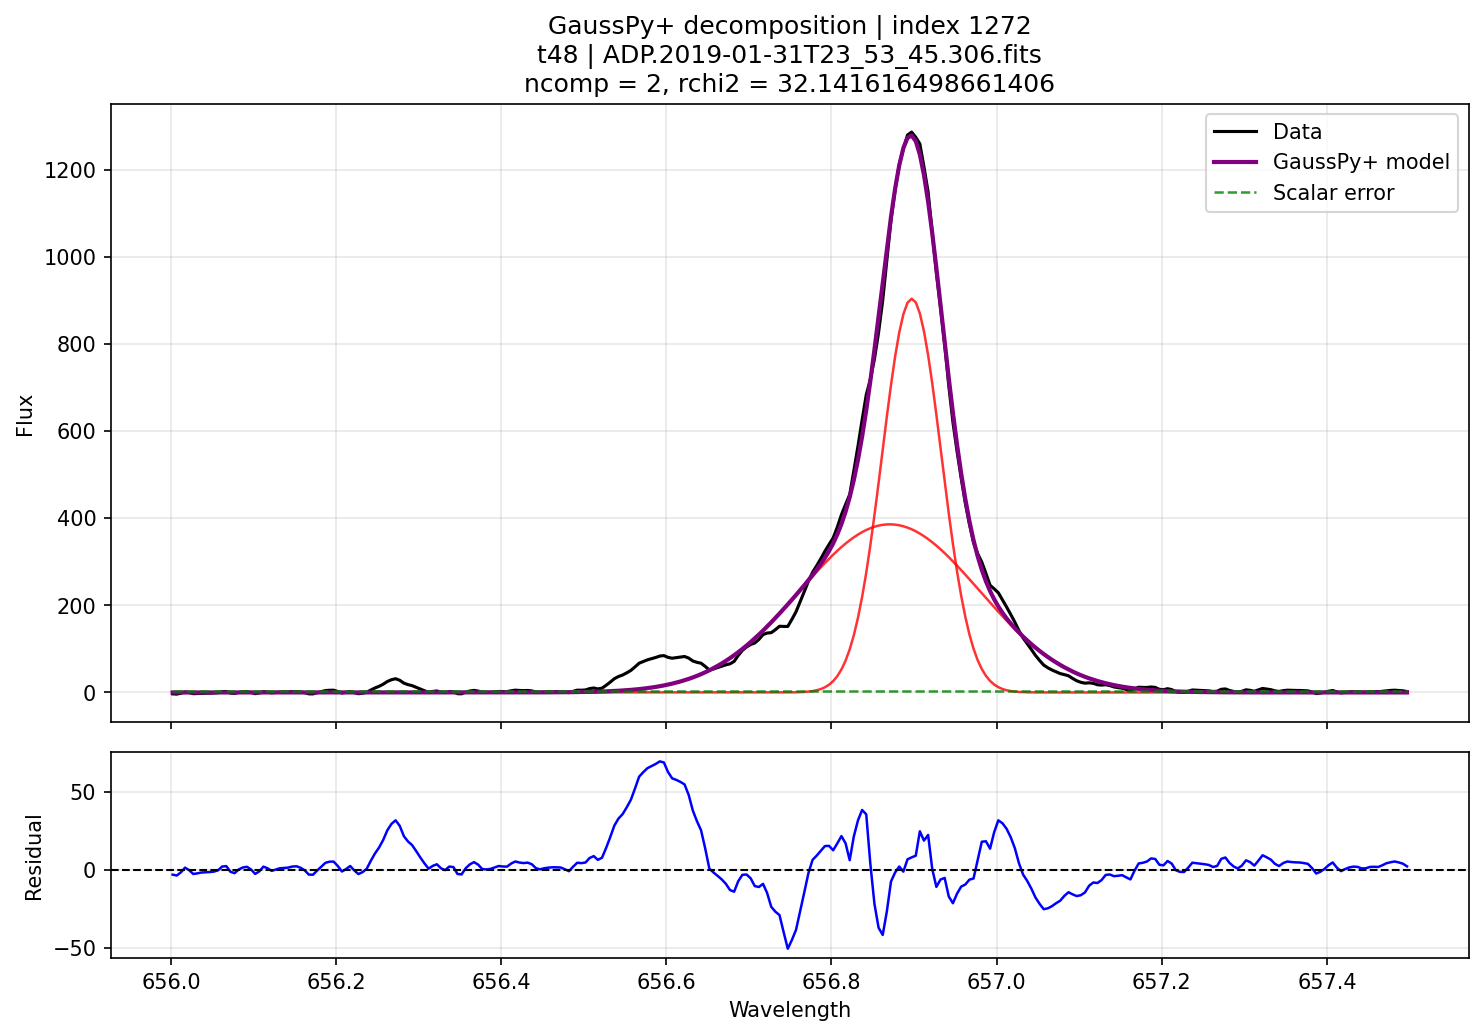 GaussPy+ decomposition | index 1272
t48 | ADP.2019-01-31T23_53_45.306.fits
ncomp = 2, rchi2 = 32.141616498661406
Data
GaussPy+ model
Scalar error
1200
1000
800
600
400
200
0
Flux
50
0
−50
Residual
656.0 656.2 656.4 656.6 656.8 657.0 657.2 657.4
Wavelength